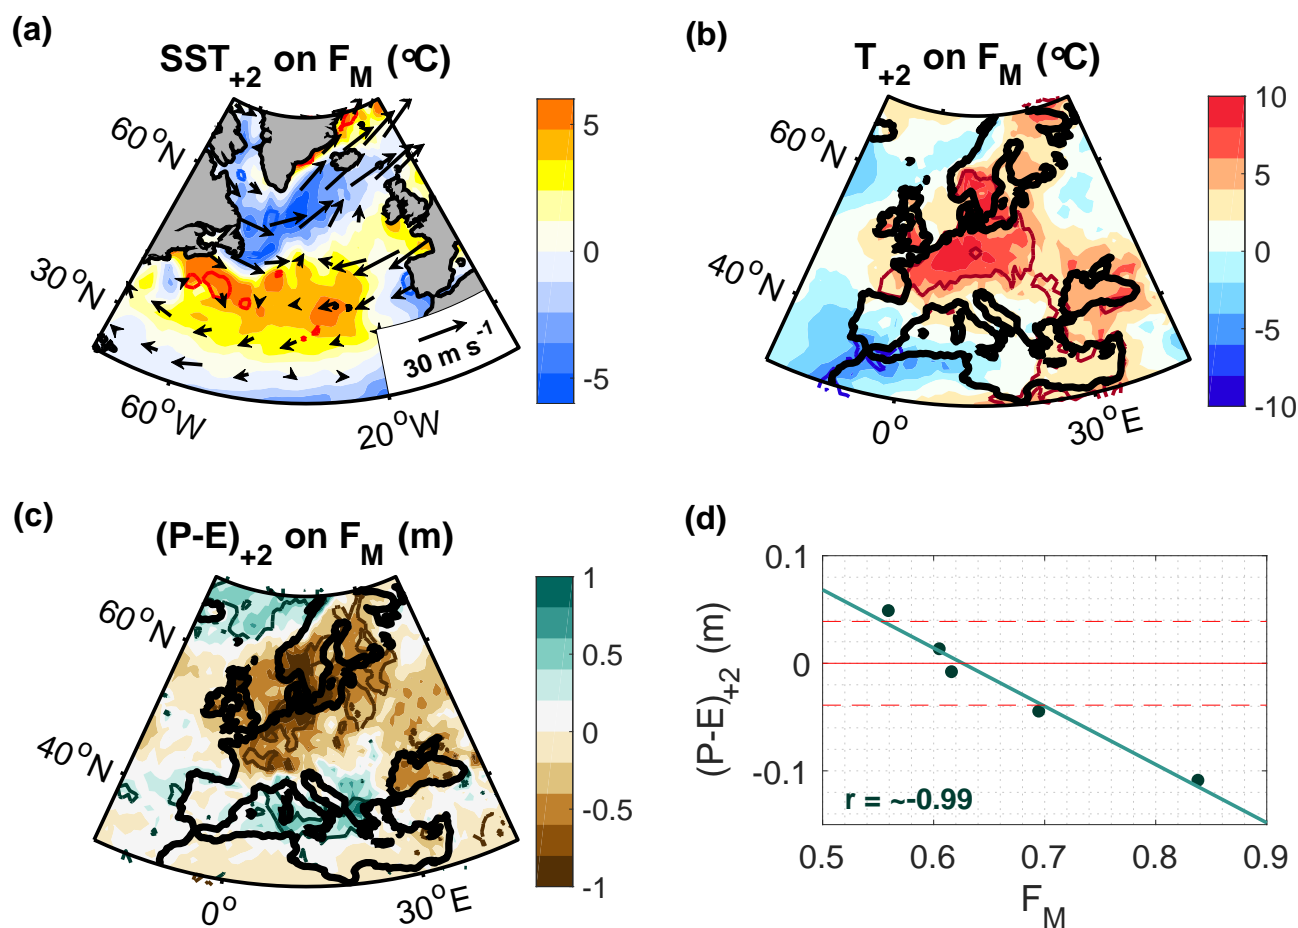 (a)
SST+2 on FM (°C)
60°N
30°N
60°W
20°W
30 m s-1
5
0
-5
(b)
T+2 on FM (°C)
60°N
40°N
0°
30°E
10
5
0
-5
-10
(c)
(P-E)+2 on FM (m)
60°N
40°N
0°
30°E
1
0.5
0
-0.5
-1
(d)
(P-E)+2 (m)
0.1
0
-0.1
r = ~-0.99
0.5 0.6 0.7 0.8 0.9
FM